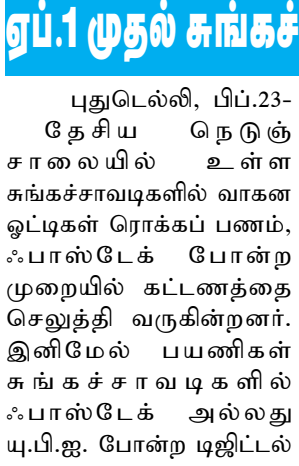 ஏப்.1 முதல் சுங்கச்
புதுடெல்லி, பிப்.23-
தேசிய நெடுஞ்
சாலையில் உள்ள
சுங்கச்சாவடிகளில் வாகன
ஓட்டிகள் ரொக்கப் பணம்,
ஃபாஸ்டேக் போன்ற
முறையில் கட்டணத்தை
செலுத்தி வருகின்றனர்.
இனிமேல் பயணிகள்
சுங்கச்சாவடிகளில்
ஃபாஸ்டேக் அல்லது
யு.பி.ஐ. போன்ற டிஜிட்டல்